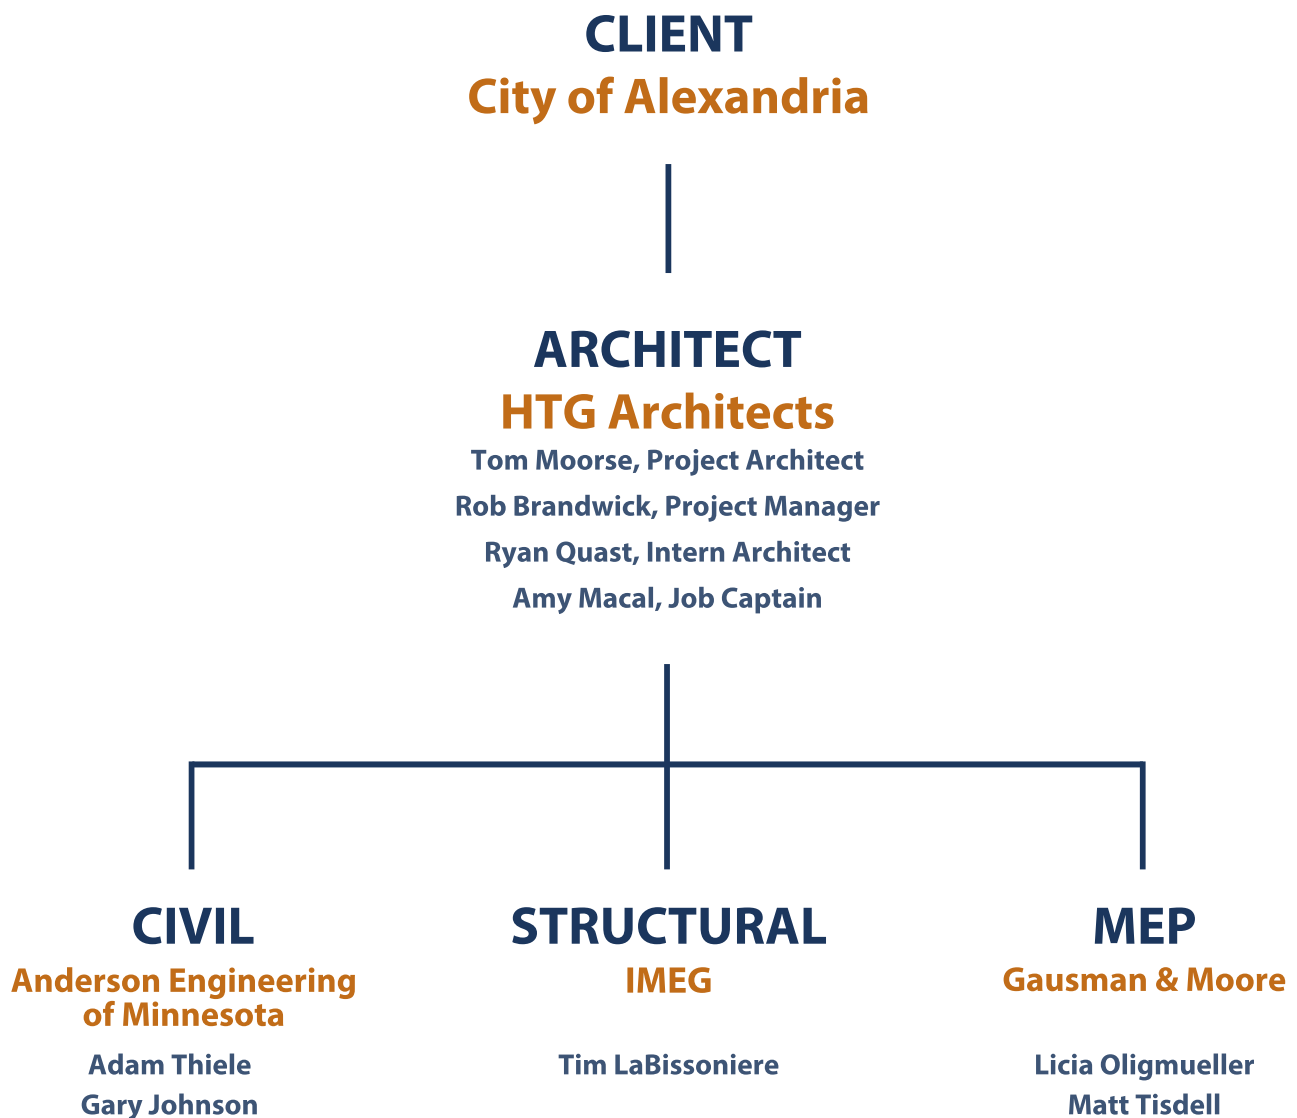 CLIENT
City of Alexandria
ARCHITECT
HTG Architects
Tom Moorse, Project Architect
Rob Brandwick, Project Manager
Ryan Quast, Intern Architect
Amy Macal, Job Captain
CIVIL
Anderson Engineering
of Minnesota
Adam Thiele
Gary Johnson
STRUCTURAL
IMEG
Tim LaBissoniere
MEP
Gausman & Moore
Licia Oligmueller
Matt Tisdell